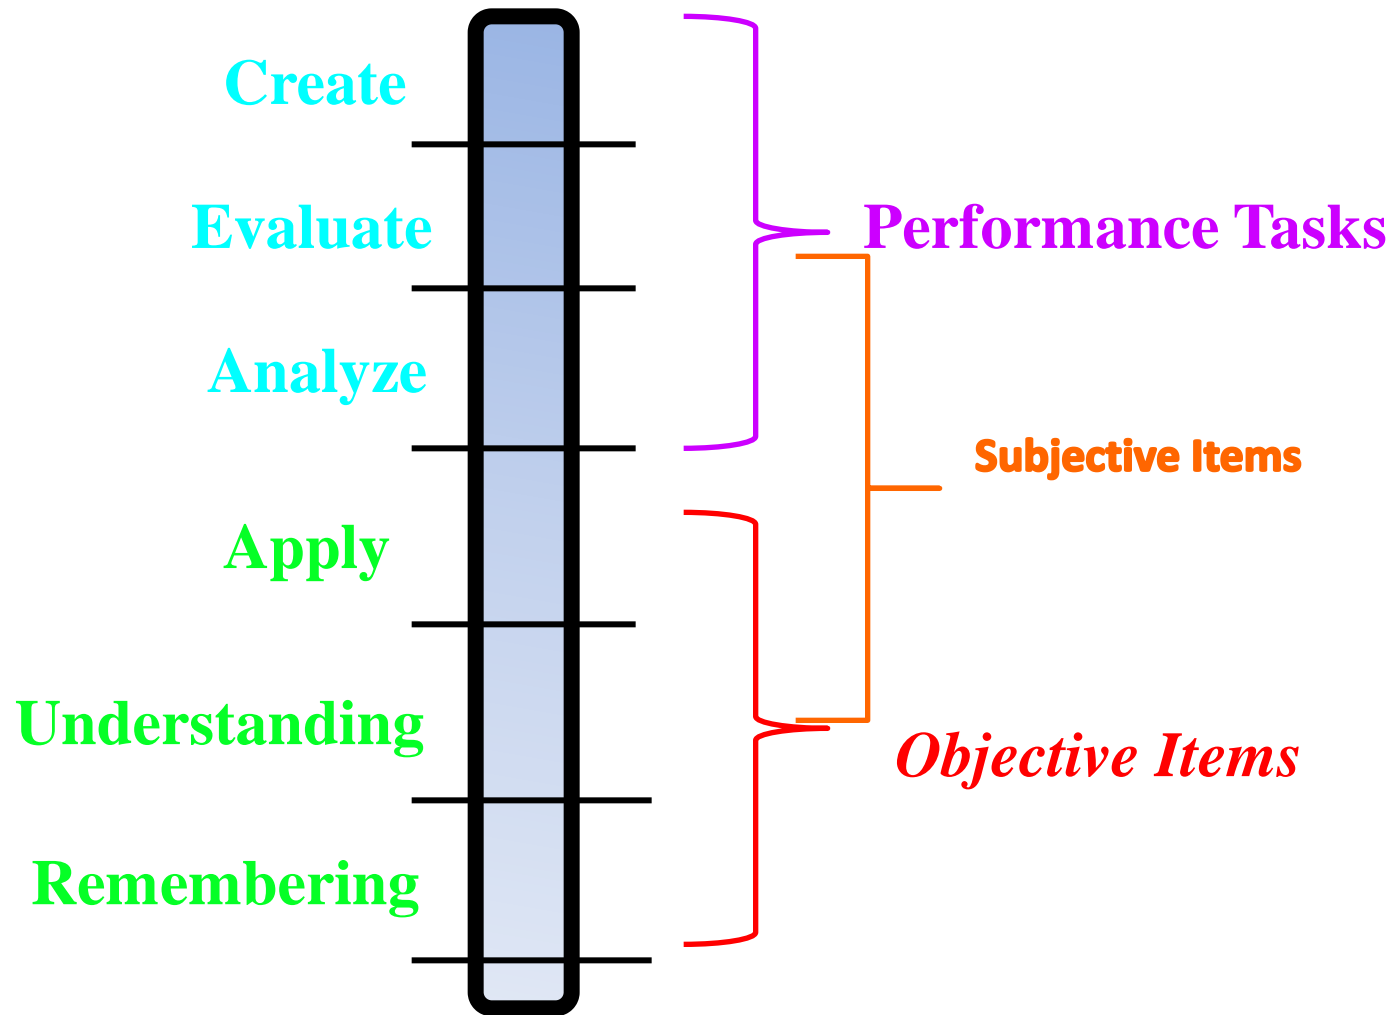 Create
Evaluate
Analyze
Apply
Understanding
Remembering
Performance Tasks
Subjective Items
Objective Items